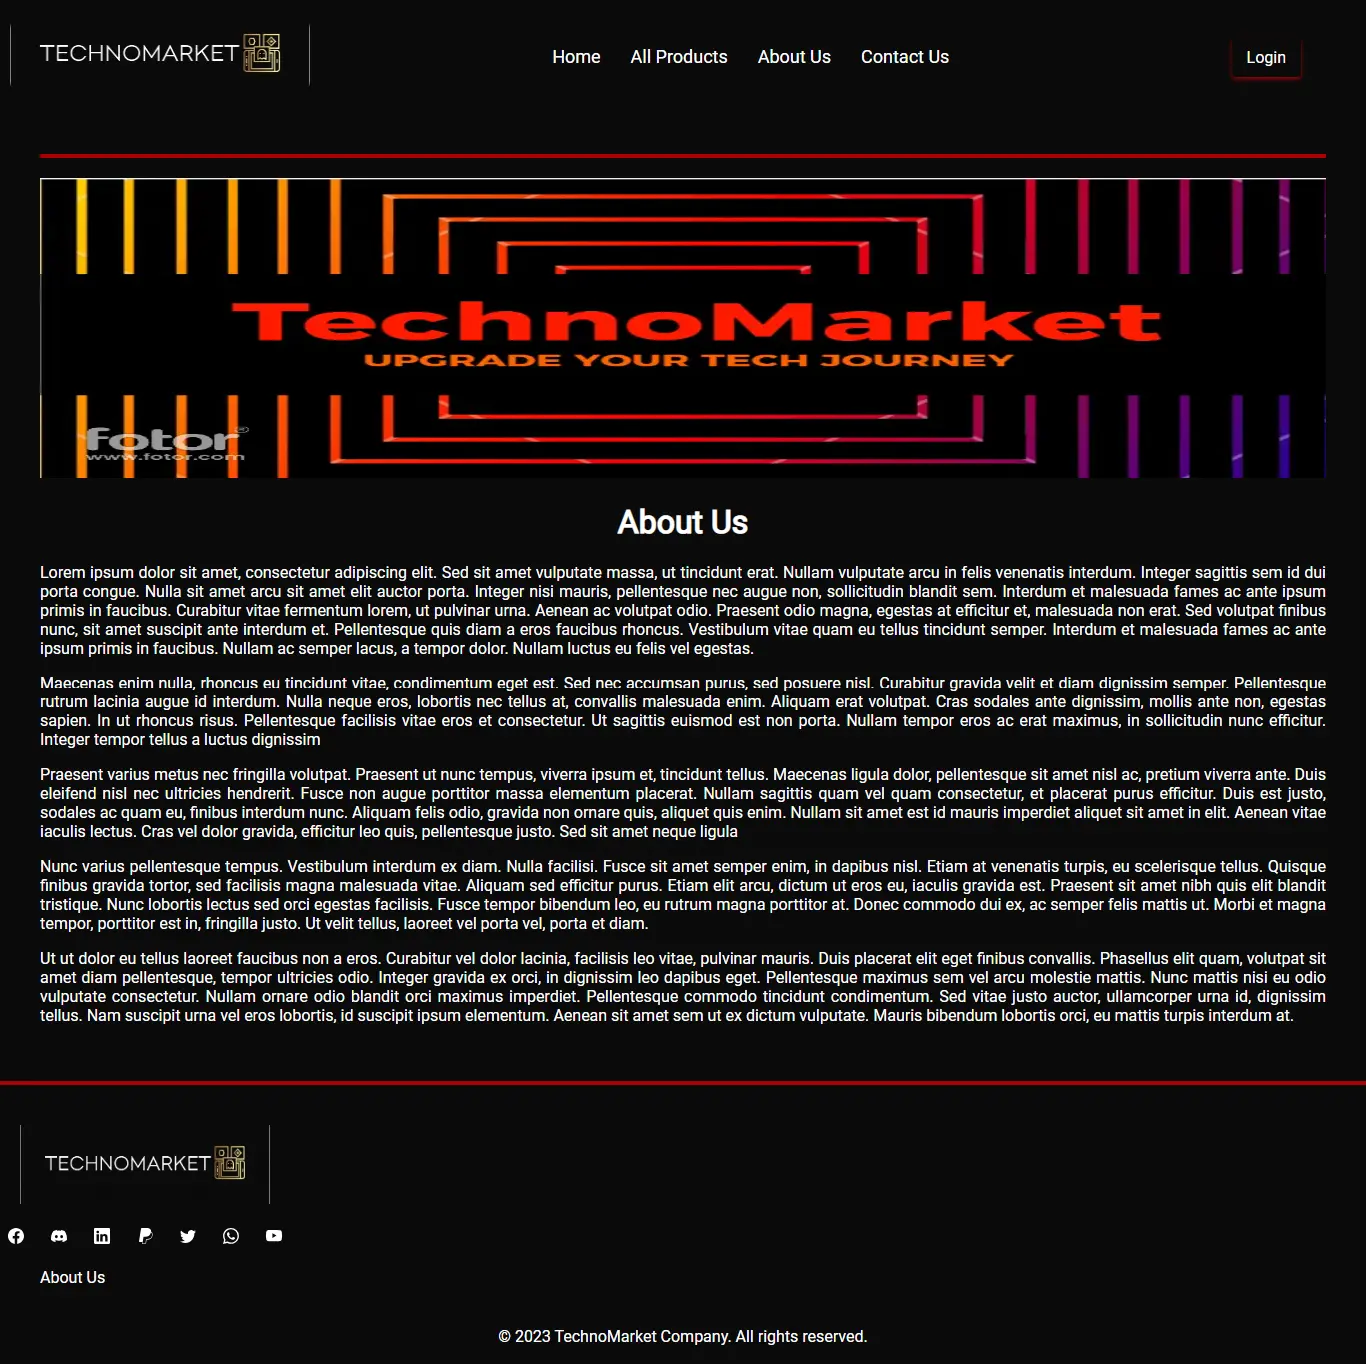 TECHNOMARKET
Home
All Products
About Us
Contact Us
Login
TechnoMarket
UPGRADE YOUR TECH JOURNEY
fotor®
www.fotor.com
About Us
Lorem ipsum dolor sit amet, consectetur adipiscing elit. Sed sit amet vulputate massa, ut tincidunt erat. Nullam vulputate arcu in felis venenatis interdum. Integer sagittis sem id dui
porta congue. Nulla sit amet arcu sit amet elit auctor porta. Integer nisi mauris, pellentesque nec augue non, sollicitudin blandit sem. Interdum et malesuada fames ac ante ipsum
primis in faucibus. Curabitur vitae fermentum lorem, ut pulvinar urna. Aenean ac volutpat odio. Praesent odio magna, egestas at efficitur et, malesuada non erat. Sed volutpat finibus
nunc, sit amet suscipit ante interdum et. Pellentesque quis diam a eros faucibus rhoncus. Vestibulum vitae quam eu tellus tincidunt semper. Interdum et malesuada fames ac ante
ipsum primis in faucibus. Nullam ac semper lacus, a tempor dolor. Nullam luctus eu felis vel egestas.
Maecenas enim nulla, rhoncus eu tincidunt vitae, condimentum eget est. Sed nec accumsan purus, sed posuere nisl. Curabitur gravida velit et diam dignissim semper. Pellentesque
rutrum lacinia augue id interdum. Nulla neque eros, lobortis nec tellus at, convallis malesuada enim. Aliquam erat volutpat. Cras sodales ante dignissim, mollis ante non, egestas
sapien. In ut rhoncus risus. Pellentesque facilisis vitae eros et consectetur. Ut sagittis euismod est non porta. Nullam tempor eros ac erat maximus, in sollicitudin nunc efficitur.
Integer tempor tellus a luctus dignissim
Praesent varius metus nec fringilla volutpat. Praesent ut nunc tempus, viverra ipsum et, tincidunt tellus. Maecenas ligula dolor, pellentesque sit amet nisl ac, pretium viverra ante. Duis
eleifend nisl nec ultricies hendrerit. Fusce non augue porttitor massa elementum placerat. Nullam sagittis quam vel quam consectetur, et placerat purus efficitur. Duis est justo,
sodales ac quam eu, finibus interdum nunc. Aliquam felis odio, gravida non ornare quis, aliquet quis enim. Nullam sit amet est id mauris imperdiet aliquet sit amet in elit. Aenean vitae
iaculis lectus. Cras vel dolor gravida, efficitur leo quis, pellentesque justo. Sed sit amet neque ligula
Nunc varius pellentesque tempus. Vestibulum interdum ex diam. Nulla facilisi. Fusce sit amet semper enim, in dapibus nisl. Etiam at venenatis turpis, eu scelerisque tellus. Quisque
finibus gravida tortor, sed facilisis magna malesuada vitae. Aliquam sed efficitur purus. Etiam elit arcu, dictum ut eros eu, iaculis gravida est. Praesent sit amet nibh quis elit blandit
tristique. Nunc lobortis lectus sed orci egestas facilisis. Fusce tempor bibendum leo, eu rutrum magna porttitor at. Donec commodo dui ex, ac semper felis mattis ut. Morbi et magna
tempor, porttitor est in, fringilla justo. Ut velit tellus, laoreet vel porta vel, porta et diam.
Ut ut dolor eu tellus laoreet faucibus non a eros. Curabitur vel dolor lacinia, facilisis leo vitae, pulvinar mauris. Duis placerat elit eget finibus convallis. Phasellus elit quam, volutpat sit
amet diam pellentesque, tempor ultricies odio. Integer gravida ex orci, in dignissim leo dapibus eget. Pellentesque maximus sem vel arcu molestie mattis. Nunc mattis nisi eu odio
vulputate consectetur. Nullam ornare odio blandit orci maximus imperdiet. Pellentesque commodo tincidunt condimentum. Sed vitae justo auctor, ullamcorper urna id, dignissim
tellus. Nam suscipit urna vel eros lobortis, id suscipit ipsum elementum. Aenean sit amet sem ut ex dictum vulputate. Mauris bibendum lobortis orci, eu mattis turpis interdum at.
TECHNOMARKET
About Us
© 2023 TechnoMarket Company. All rights reserved.